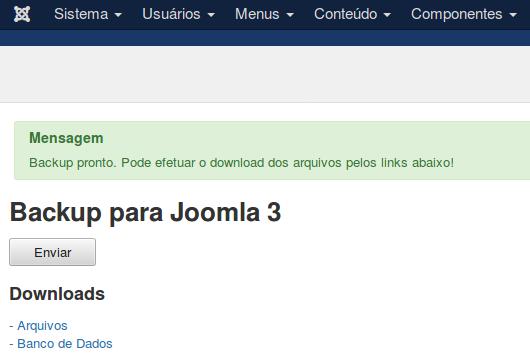 Sistema Usuários Menus Conteúdo Componentes
Mensagem
Backup pronto. Pode efetuar o download dos arquivos pelos links abaixo!
Backup para Joomla 3
Enviar
Downloads
- Arquivos
- Banco de Dados